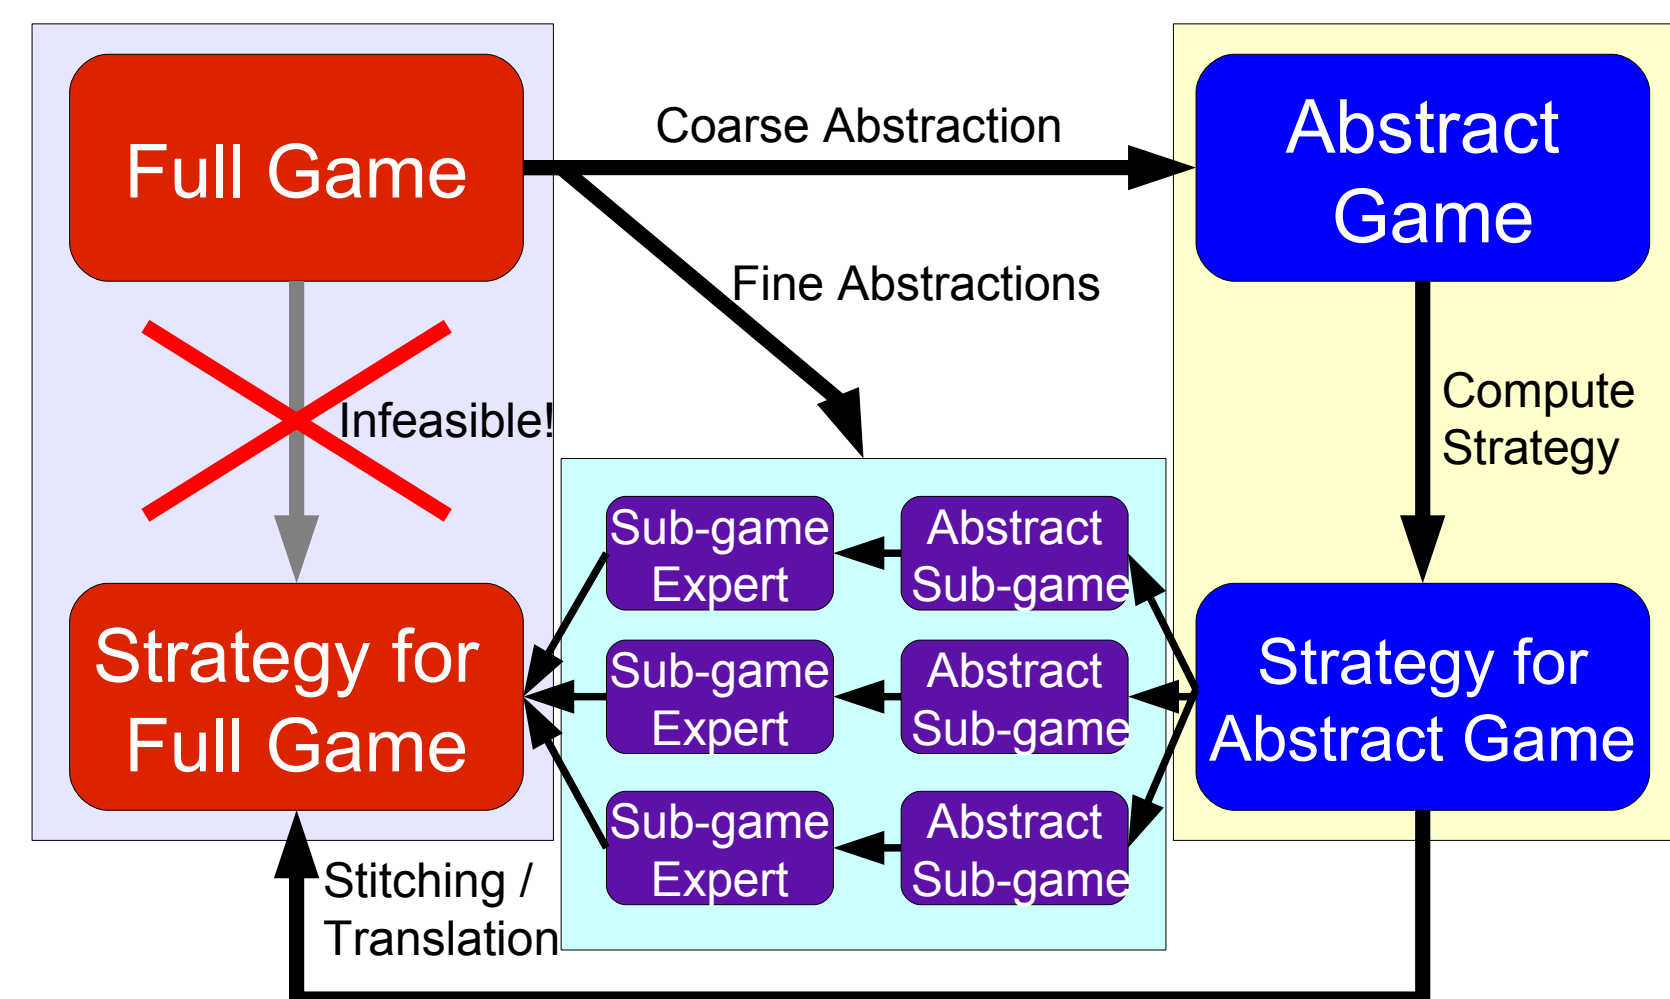 Full Game
Coarse Abstraction
Abstract
Game
Fine Abstractions
Infeasible!
Compute
Strategy
Sub-game
Expert
Abstract
Sub-game
Sub-game
Expert
Abstract
Sub-game
Sub-game
Expert
Abstract
Sub-game
Strategy for
Full Game
Strategy for
Abstract Game
Stitching /
Translation